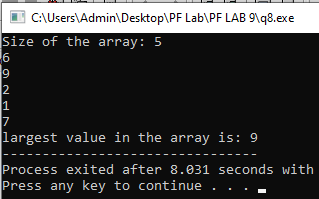 C:\Users\Admin\Desktop\PF Lab\PF LAB 9\q8.exe
Size of the array: 5
6
9
2
1
7
largest value in the array is: 9
--------------------------------
Process exited after 8.031 seconds with
Press any key to continue . . .